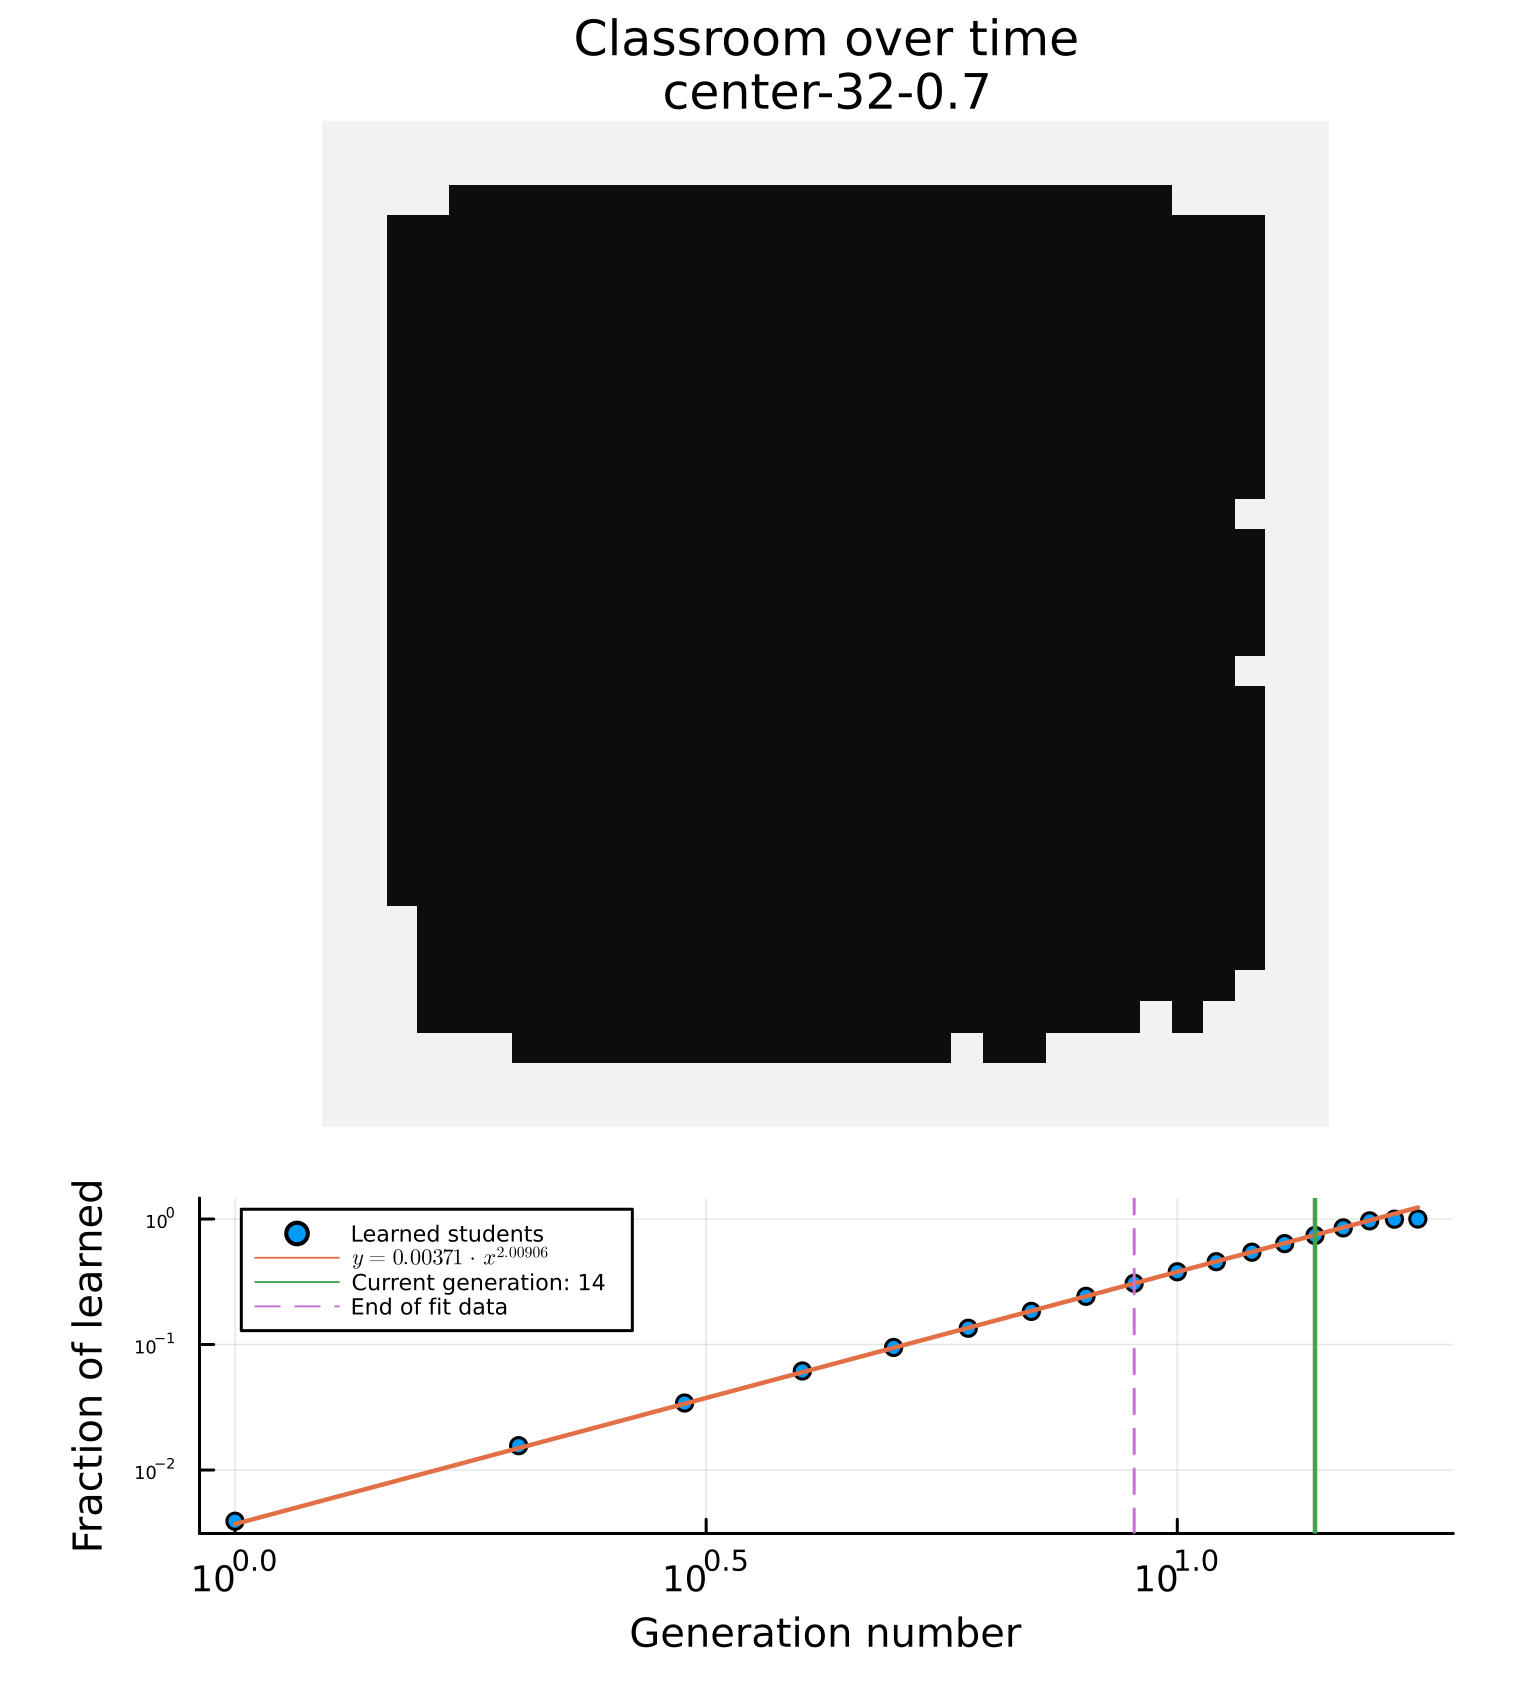 Classroom over time
center-32-0.7
Fraction of learned
10^0
10^-1
10^-2
Learned students
y = 0.00371 · x^2.00906
Current generation: 14
End of fit data
10^0.0 10^0.5 10^1.0
Generation number